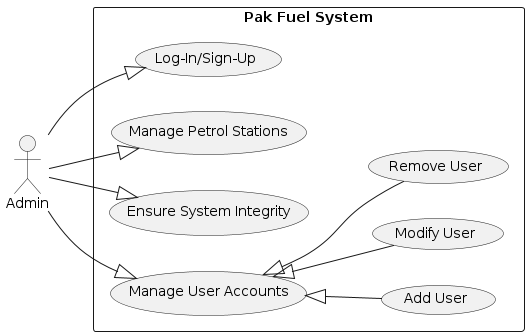 Pak Fuel System
Log-In/Sign-Up
Manage Petrol Stations
Remove User
Admin
Ensure System Integrity
Modify User
Manage User Accounts
Add User